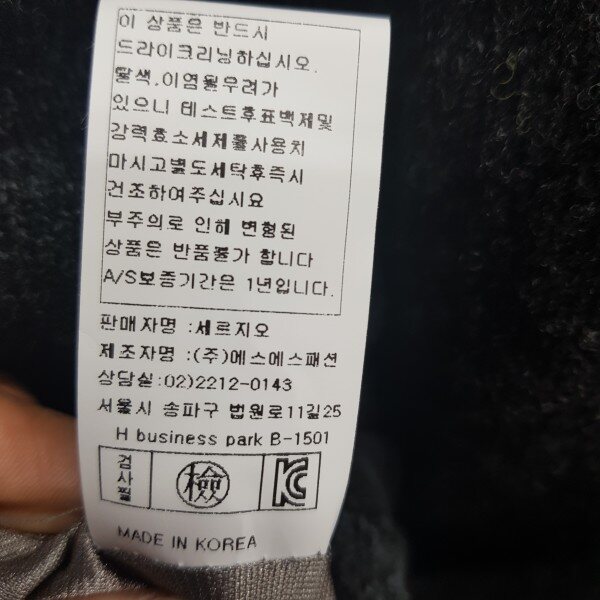 이 상품은 반드시
드라이크리닝하십시오.
탈색,이염될우려가
있으니 테스트후표백제및
강력효소세제를사용치
마시고별도세탁후즉시
건조하여주십시요
부주의로 인해 변형된
상품은 반품불가 합니다
A/S보증기간은 1년입니다.
판매자명 :세르지오
제조자명 :(주)에스에스패션
상담실:02)2212-0143
서울시 송파구 법원로11길25
H business park B-1501
검사필 檢 KC
MADE IN KOREA